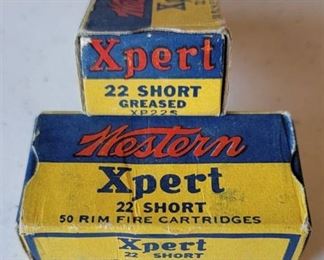 Xpert
22 SHORT
GREASED
XP22S
Western
Xpert
22 SHORT
50 RIM FIRE CARTRIDGES
Xpert
22 SHORT